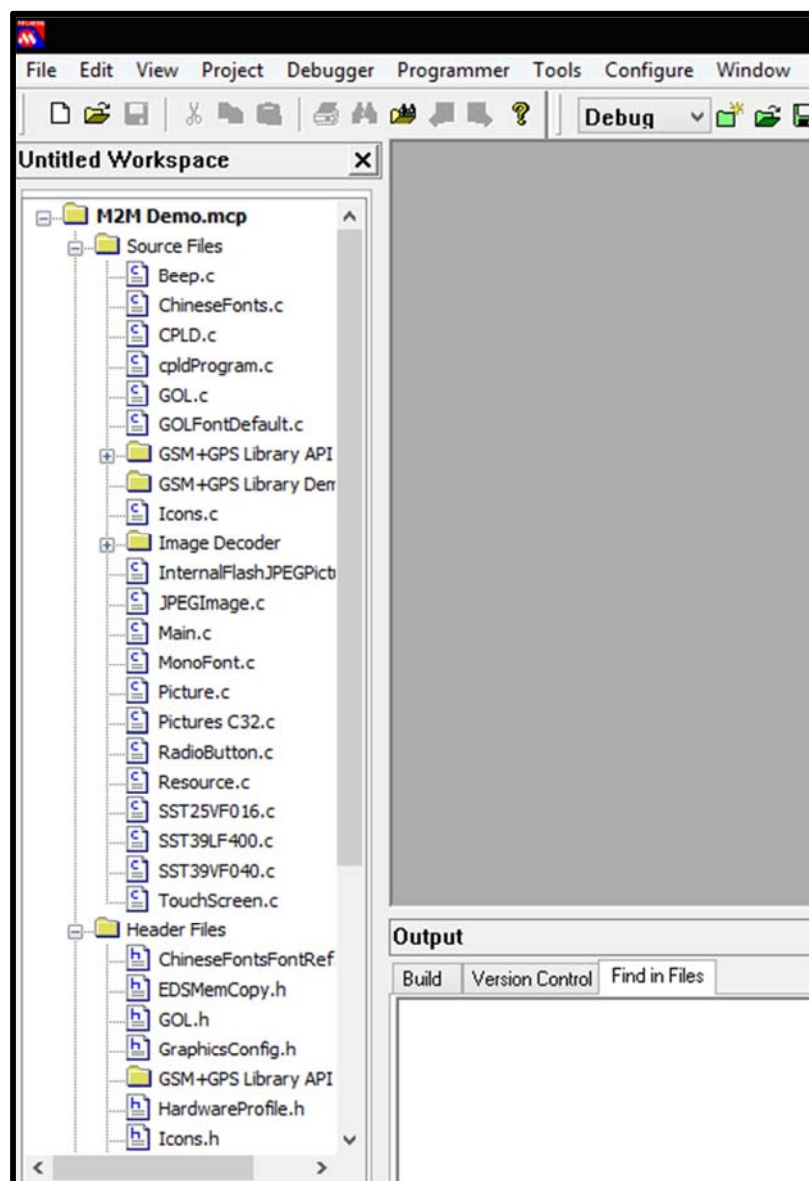 File Edit View Project Debugger Programmer Tools Configure Window
Debug
Untitled Workspace
M2M Demo.mcp
Source Files
Beep.c
ChineseFonts.c
CPLD.c
cpldProgram.c
GOL.c
GOLFontDefault.c
GSM+GPS Library API
GSM+GPS Library Dem
Icons.c
Image Decoder
InternalFlashJPEGPictu
JPEGImage.c
Main.c
MonoFont.c
Picture.c
Pictures C32.c
RadioButton.c
Resource.c
SST25VF016.c
SST39LF400.c
SST39VF040.c
TouchScreen.c
Header Files
ChineseFontsFontRef
EDSMemCopy.h
GOL.h
GraphicsConfig.h
GSM+GPS Library API
HardwareProfile.h
Icons.h
Output
Build Version Control Find in Files